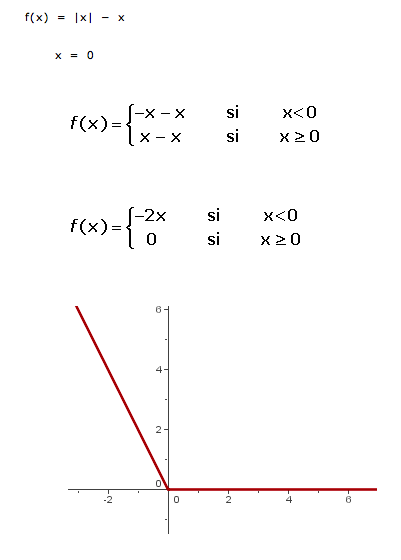 f(x) = |x| − x
x = 0
f(x)= { −x − x si x<0
x − x si x ≥ 0
f(x)= { −2x si x<0
0 si x ≥ 0
6
4
2
0
-2 0 2 4 6